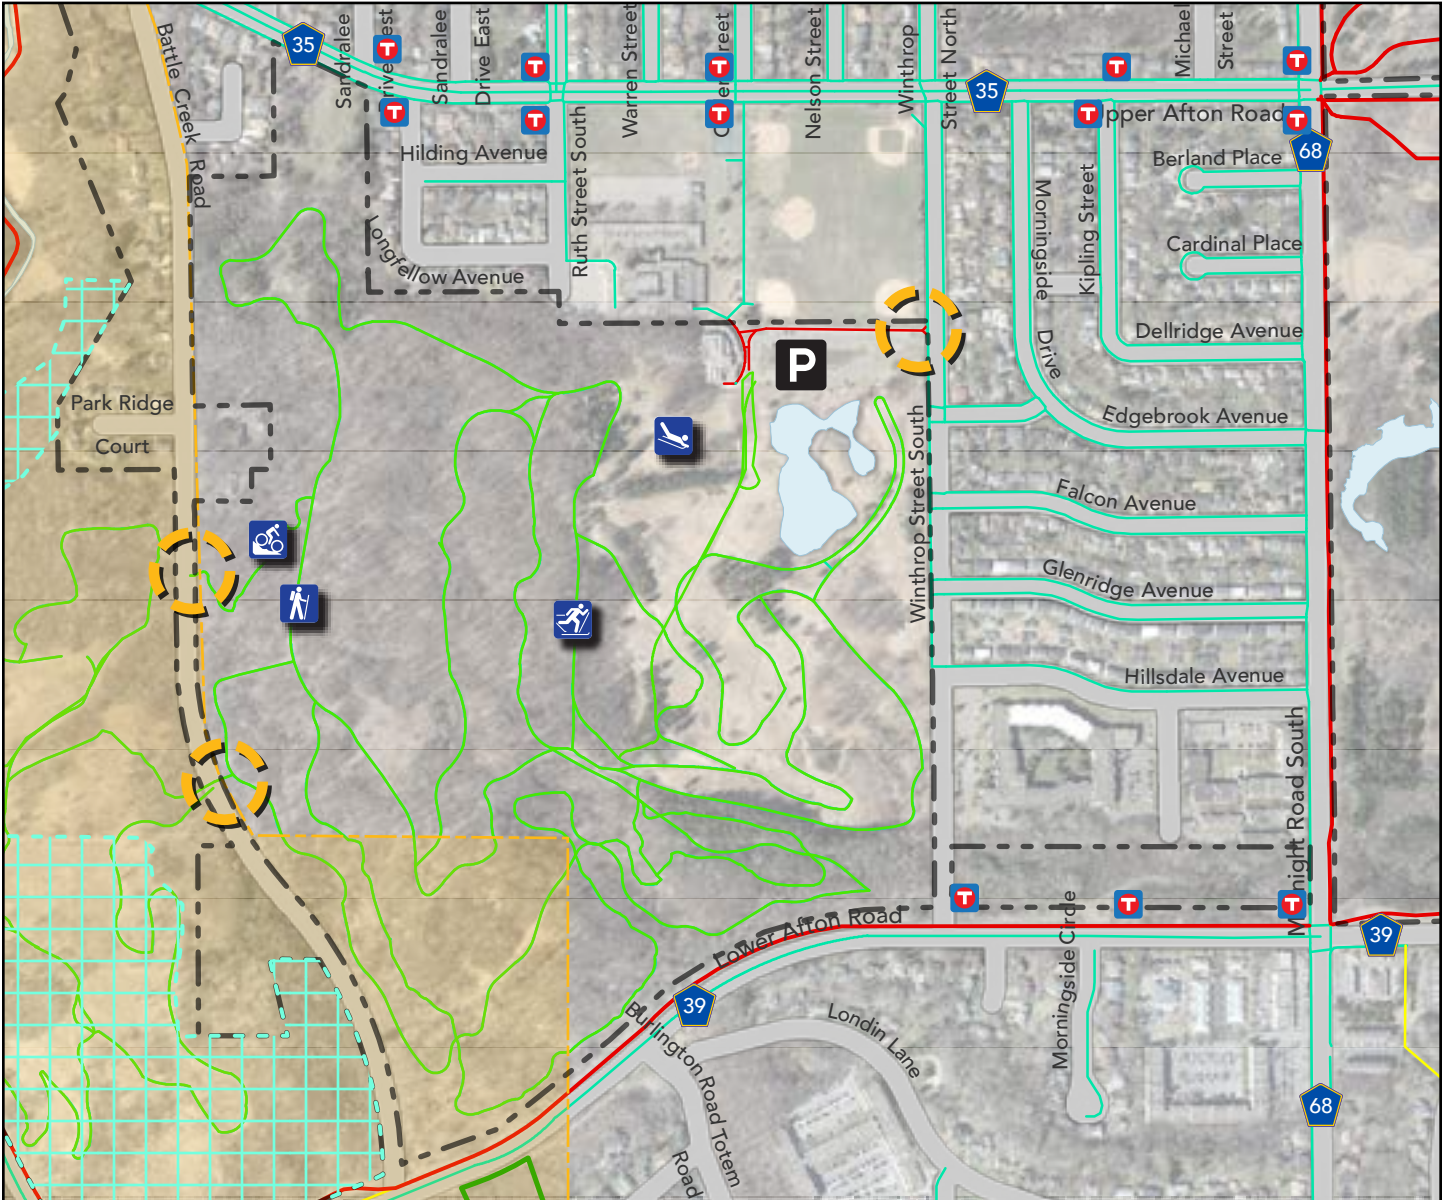 35
Sandralee
Drive West
Sandralee
Drive East
Warren Street
Nelson Street
Winthrop
Street North
35
Michael
Street
Upper Afton Road
68
Battle Creek Road
Hilding Avenue
Ruth Street South
Longfellow Avenue
Morningside Drive
Kipling Street
Berland Place
Cardinal Place
Dellridge Avenue
P
Park Ridge
Court
Edgebrook Avenue
Winthrop Street South
Falcon Avenue
Glenridge Avenue
Hillsdale Avenue
McKnight Road South
Lower Afton Road
39
39
Morningside Circle
Burlington Road
Londin Lane
Totem
Road
68
T
T
T
T
T
T
T
T
T
T
T
T
T